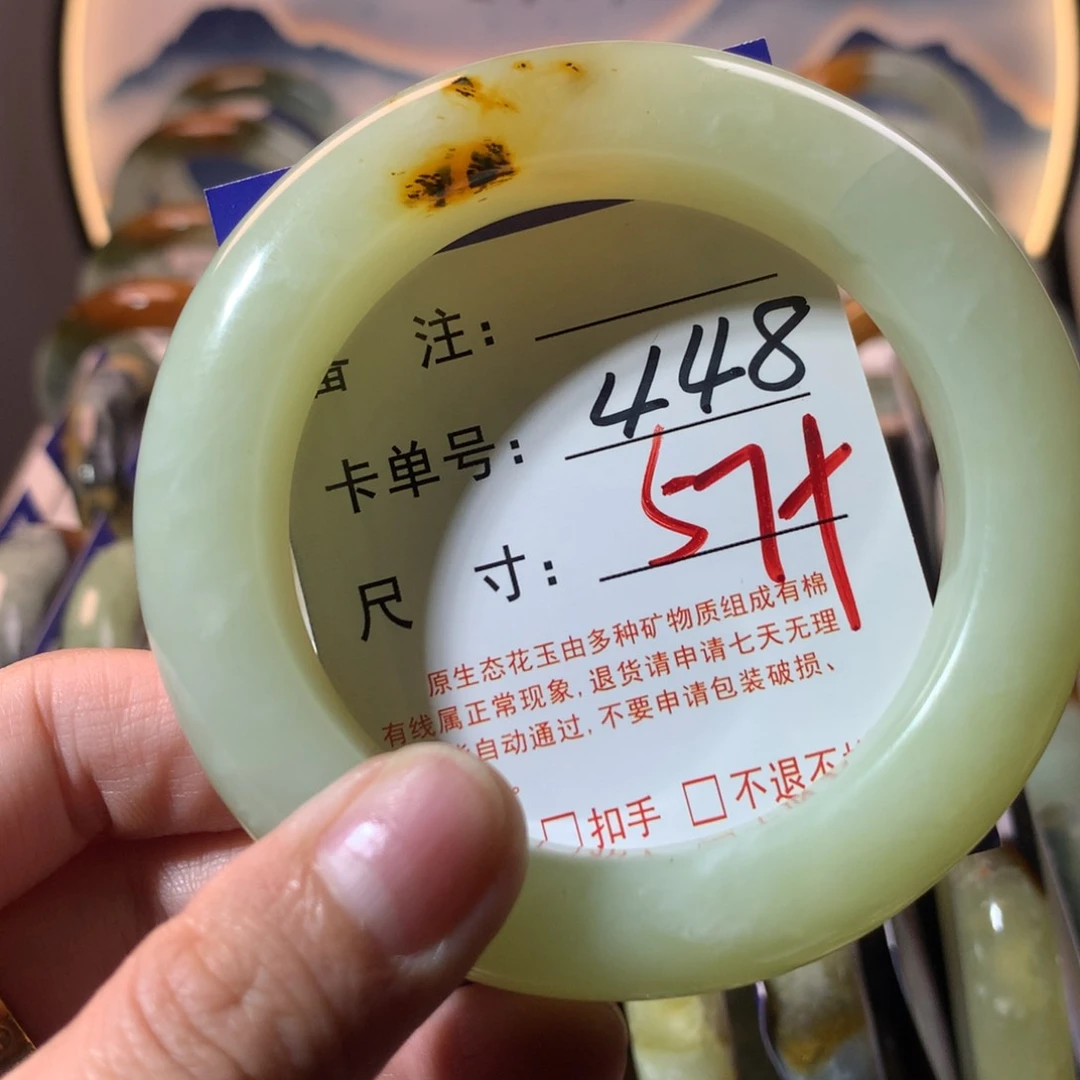 备 注：
卡单号：448
尺 寸：57+
原生态花玉由多种矿物质组成有棉
有线属正常现象，退货请申请七天无理
自动通过，不要申请包装破损、
□扣手 □不退不